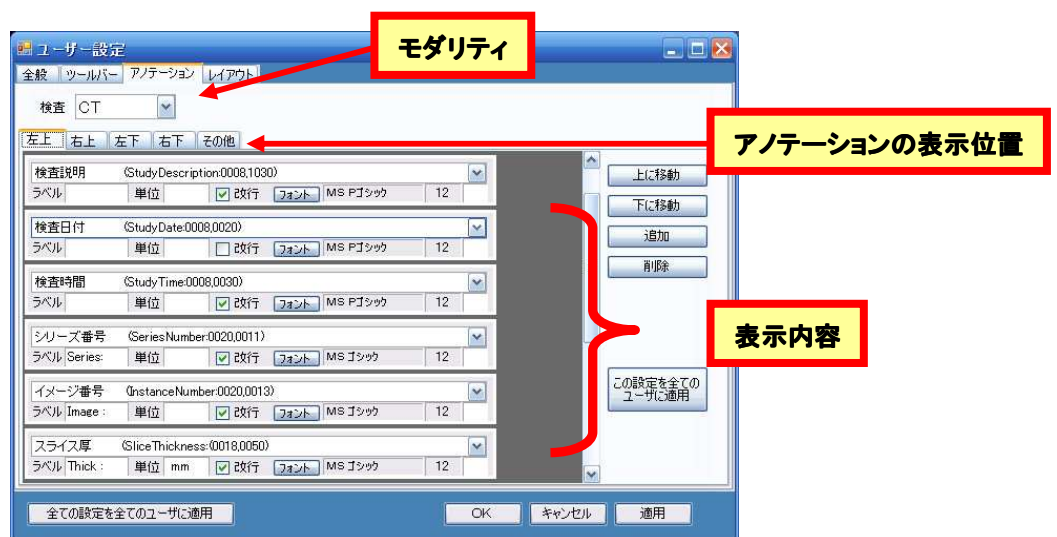 ユーザー設定
モダリティ
全般 ツールバー アノテーション レイアウト
検査 CT
左上 右上 左下 右下 その他
アノテーションの表示位置
検査説明 (StudyDescription:0008,1030)
ラベル 単位 改行 フォント MS Pゴシック 12
検査日付 (StudyDate:0008,0020)
ラベル 単位 改行 フォント MS Pゴシック 12
検査時間 (StudyTime:0008,0030)
ラベル 単位 改行 フォント MS Pゴシック 12
シリーズ番号 (SeriesNumber:0020,0011)
ラベル Series: 単位 改行 フォント MS ゴシック 12
イメージ番号 (InstanceNumber:0020,0013)
ラベル Image : 単位 改行 フォント MS ゴシック 12
スライス厚 (SliceThickness:0018,0050)
ラベル Thick : 単位 mm 改行 フォント MS ゴシック 12
上に移動
下に移動
追加
削除
表示内容
この設定を全ての
ユーザに適用
全ての設定を全てのユーザに適用 OK キャンセル 適用